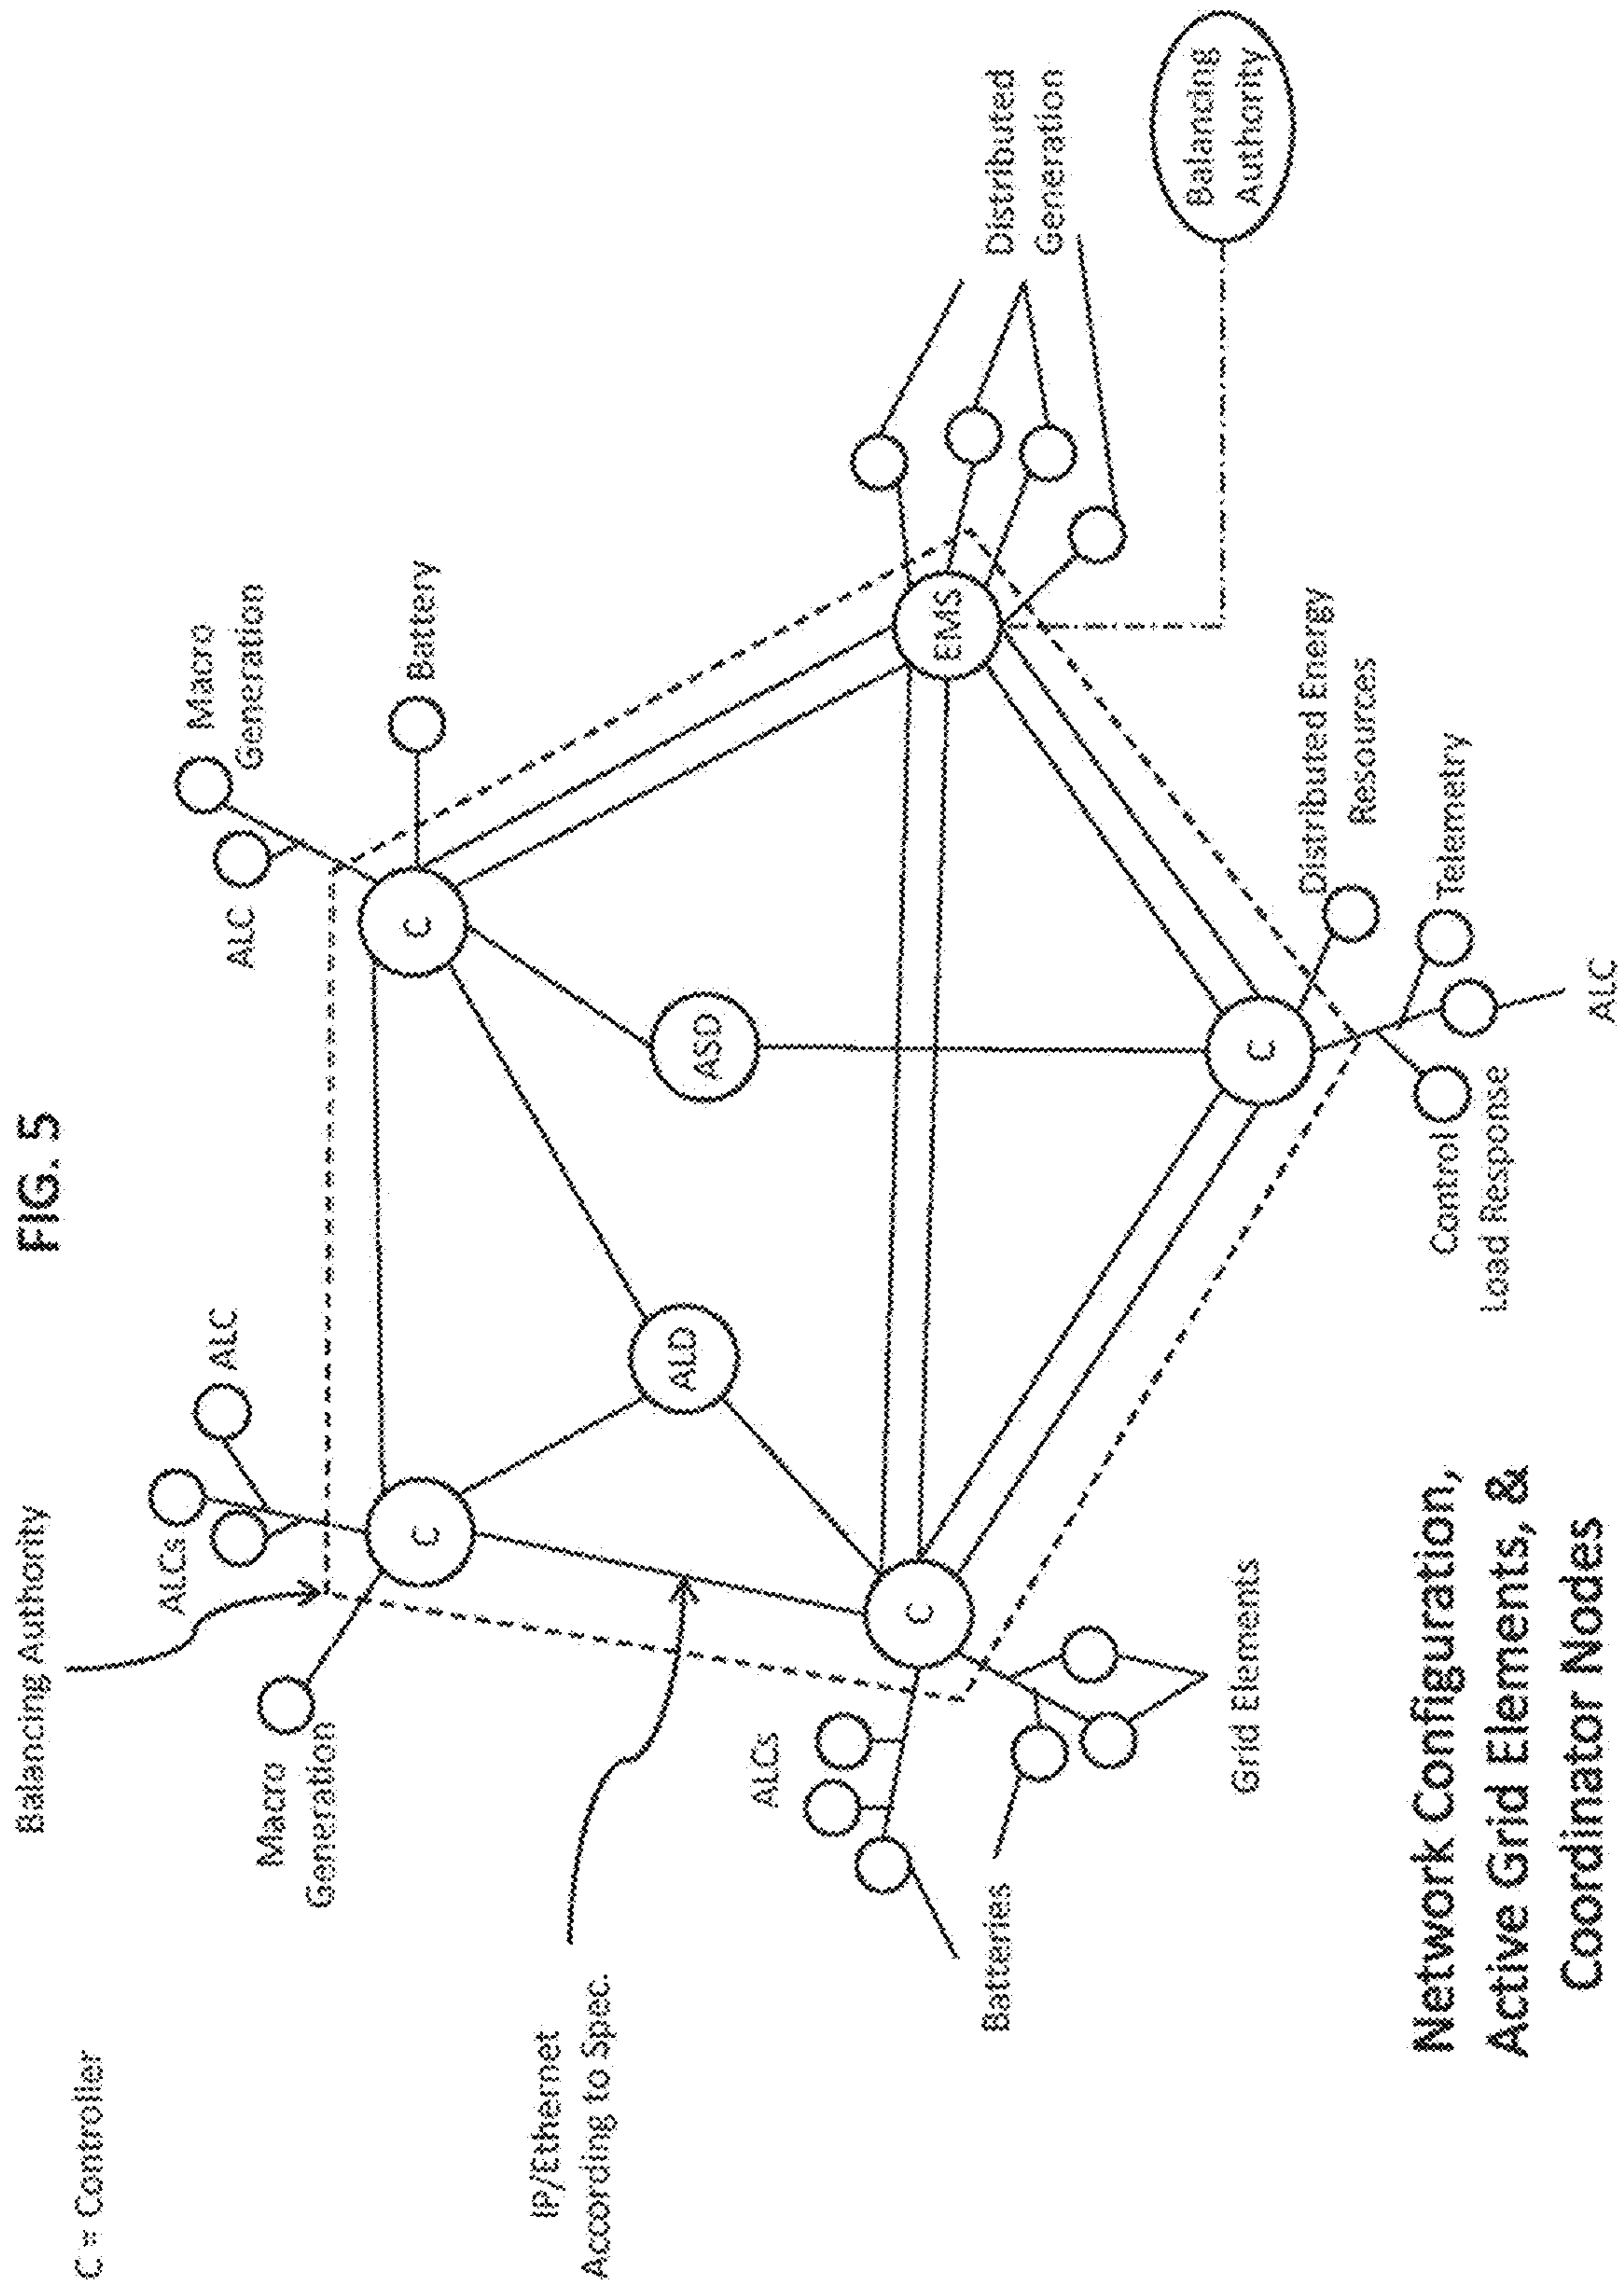 FIG. 5
C = Controller
Balancing Authority
ALCs
ALC
Macro
Generation
ALC
Macro
Generation
Battery
C
C
IP/Ethernet
According to Spec.
ALD
ASO
ALCs
Batteries
C
EMS
Distributed
Generation
Balancing
Authority
Grid Elements
C
Distributed Energy
Resources
Telemetry
Control
Load Response
ALC
Network Configuration,
Active Grid Elements, &
Coordinator Nodes